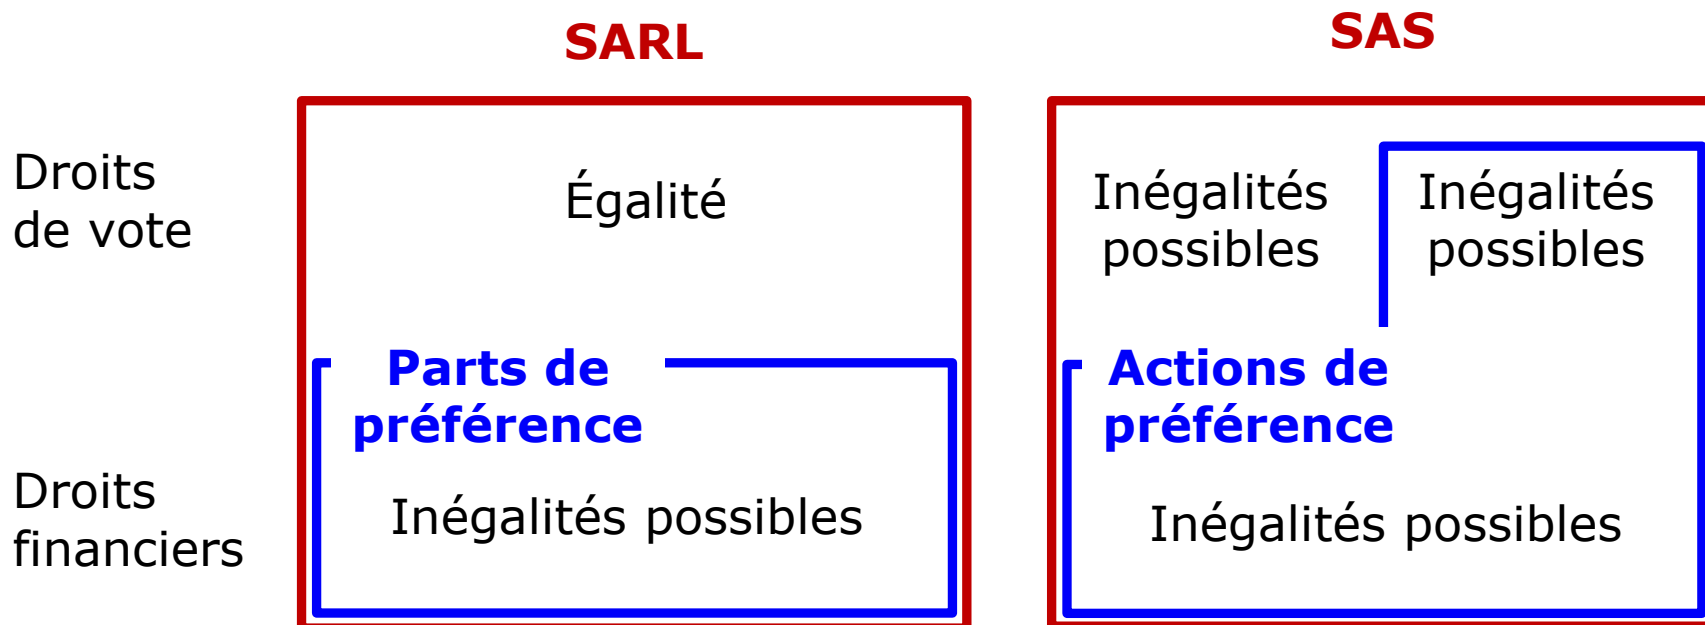 SARL
SAS
Droits
de vote
Égalité
Inégalités
possibles
Inégalités
possibles
Parts de
préférence
Actions de
préférence
Droits
financiers
Inégalités possibles
Inégalités possibles